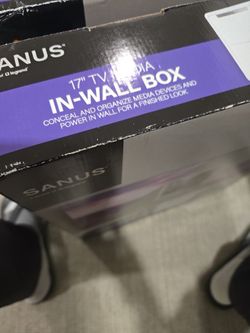 SANUS
legrand
17" TV MEDIA
IN-WALL BOX
CONCEAL AND ORGANIZE MEDIA DEVICES AND
POWER IN WALL FOR A FINISHED LOOK
SANUS